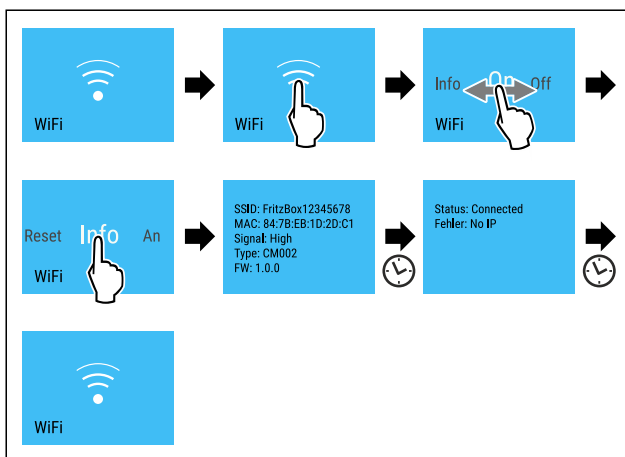 WiFi
WiFi
Info On Off
WiFi
Reset Info An
WiFi
SSID: FritzBox12345678
MAC: 84:7B:EB:1D:2D:C1
Signal: High
Type: CM002
FW: 1.0.0
Status: Connected
Fehler: No IP
WiFi